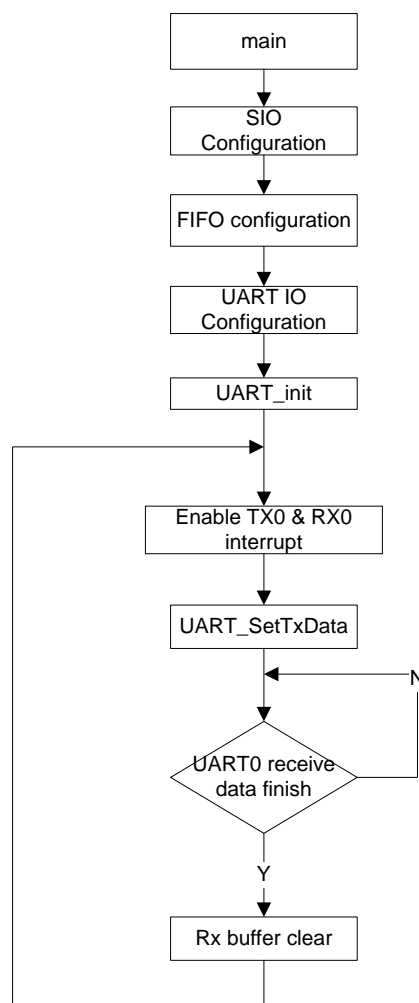 main
SIO
Configuration
FIFO configuration
UART IO
Configuration
UART_init
Enable TX0 & RX0
interrupt
UART_SetTxData
N
UART0 receive
data finish
Y
Rx buffer clear